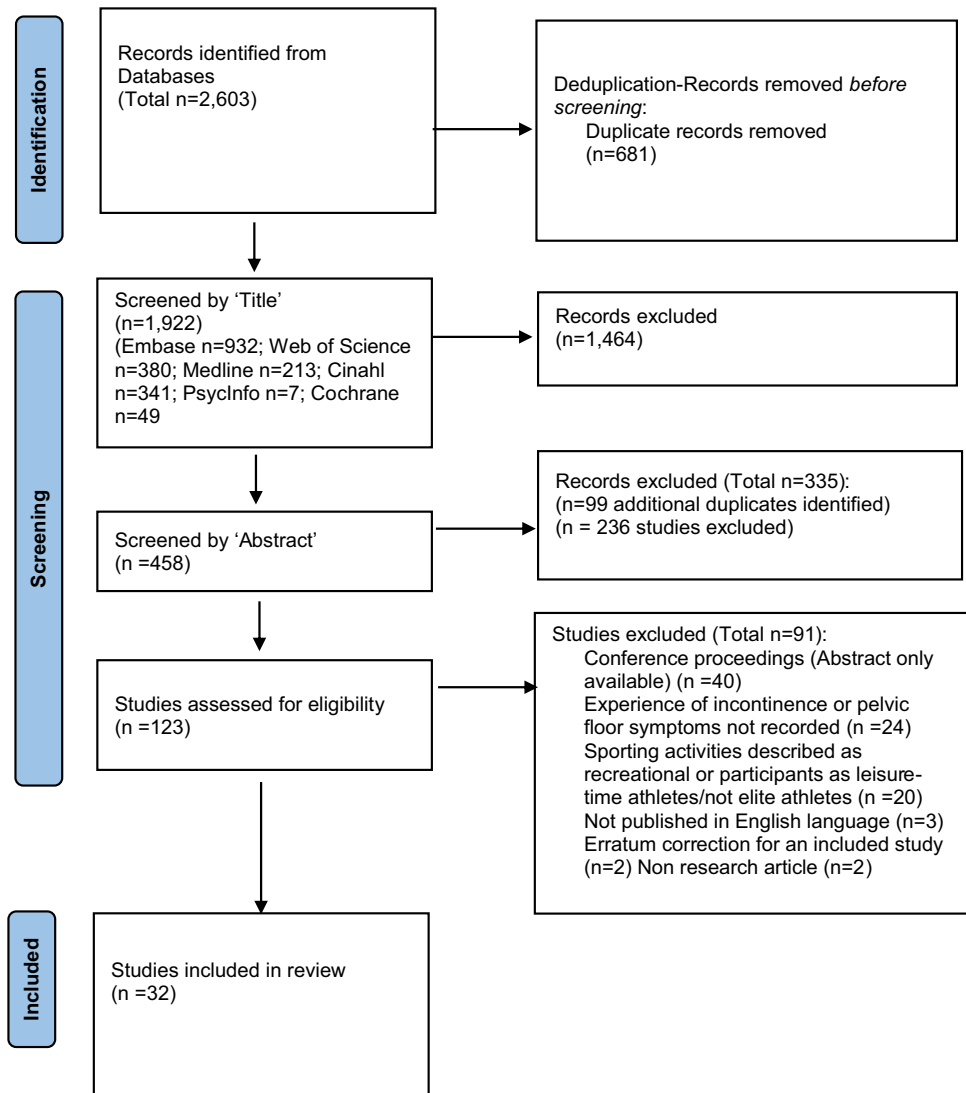 Identification
Records identified from
Databases
(Total n=2,603)
Deduplication-Records removed before
screening:
Duplicate records removed
(n=681)
Screening
Screened by ‘Title’
(n=1,922)
(Embase n=932; Web of Science
n=380; Medline n=213; Cinahl
n=341; PsycInfo n=7; Cochrane
n=49
Records excluded
(n=1,464)
Screened by ‘Abstract’
(n =458)
Records excluded (Total n=335):
(n=99 additional duplicates identified)
(n = 236 studies excluded)
Studies assessed for eligibility
(n =123)
Studies excluded (Total n=91):
Conference proceedings (Abstract only
available) (n =40)
Experience of incontinence or pelvic
floor symptoms not recorded (n =24)
Sporting activities described as
recreational or participants as leisure-
time athletes/not elite athletes (n =20)
Not published in English language (n=3)
Erratum correction for an included study
(n=2) Non research article (n=2)
Included
Studies included in review
(n =32)